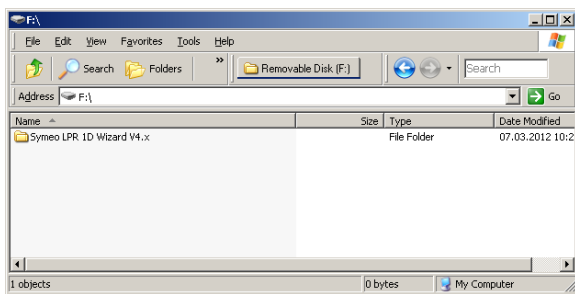 F:\
File Edit View Favorites Tools Help
Search Folders » Removable Disk (F:) Search
Address F:\ Go
Name Size Type Date Modified
Symeo LPR 1D Wizard V4.x File Folder 07.03.2012 10:2
1 objects 0 bytes My Computer